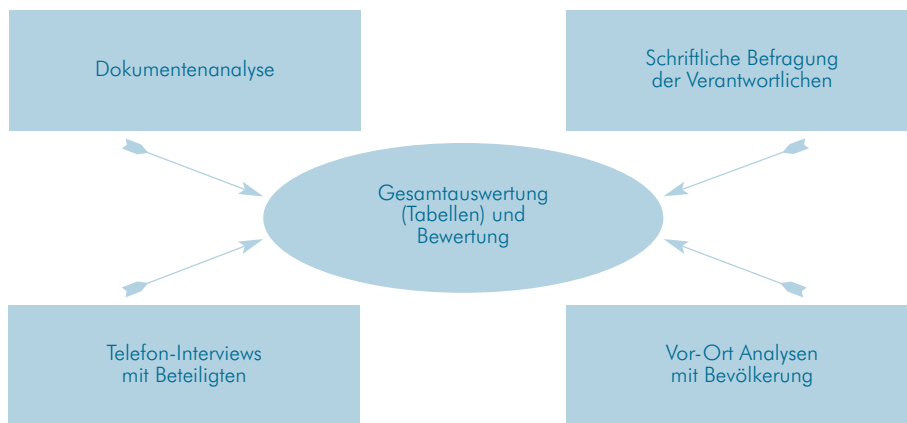 Dokumentenanalyse
Schriftliche Befragung
der Verantwortlichen
Gesamtauswertung
(Tabellen) und
Bewertung
Telefon-Interviews
mit Beteiligten
Vor-Ort Analysen
mit Bevölkerung